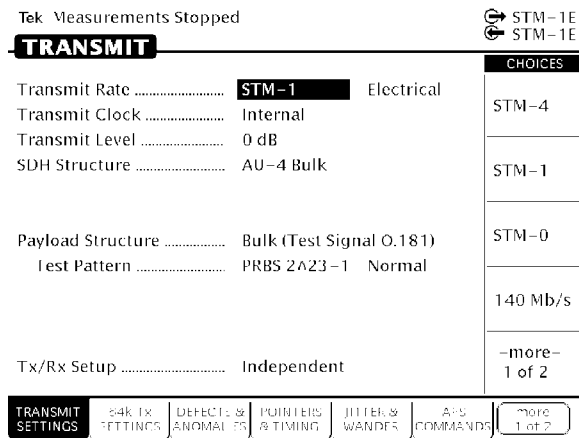 Tek Measurements Stopped
STM-1E
STM-1E
TRANSMIT
CHOICES
Transmit Rate ........................ STM-1 Electrical
Transmit Clock ..................... Internal
Transmit Level ...................... 0 dB
SDH Structure ........................ AU-4 Bulk
Payload Structure ................ Bulk (Test Signal O.181)
Test Pattern ........................ PRBS 2^23-1 Normal
Tx/Rx Setup ............................ Independent
STM-4
STM-1
STM-0
140 Mb/s
-more-
1 of 2
TRANSMIT SETTINGS
64k Tx SETTINGS
DEFECTS & ANOMALIES
POINTERS & TIMING
JITTER & WANDER
APS COMMANDS
more 1 of 2